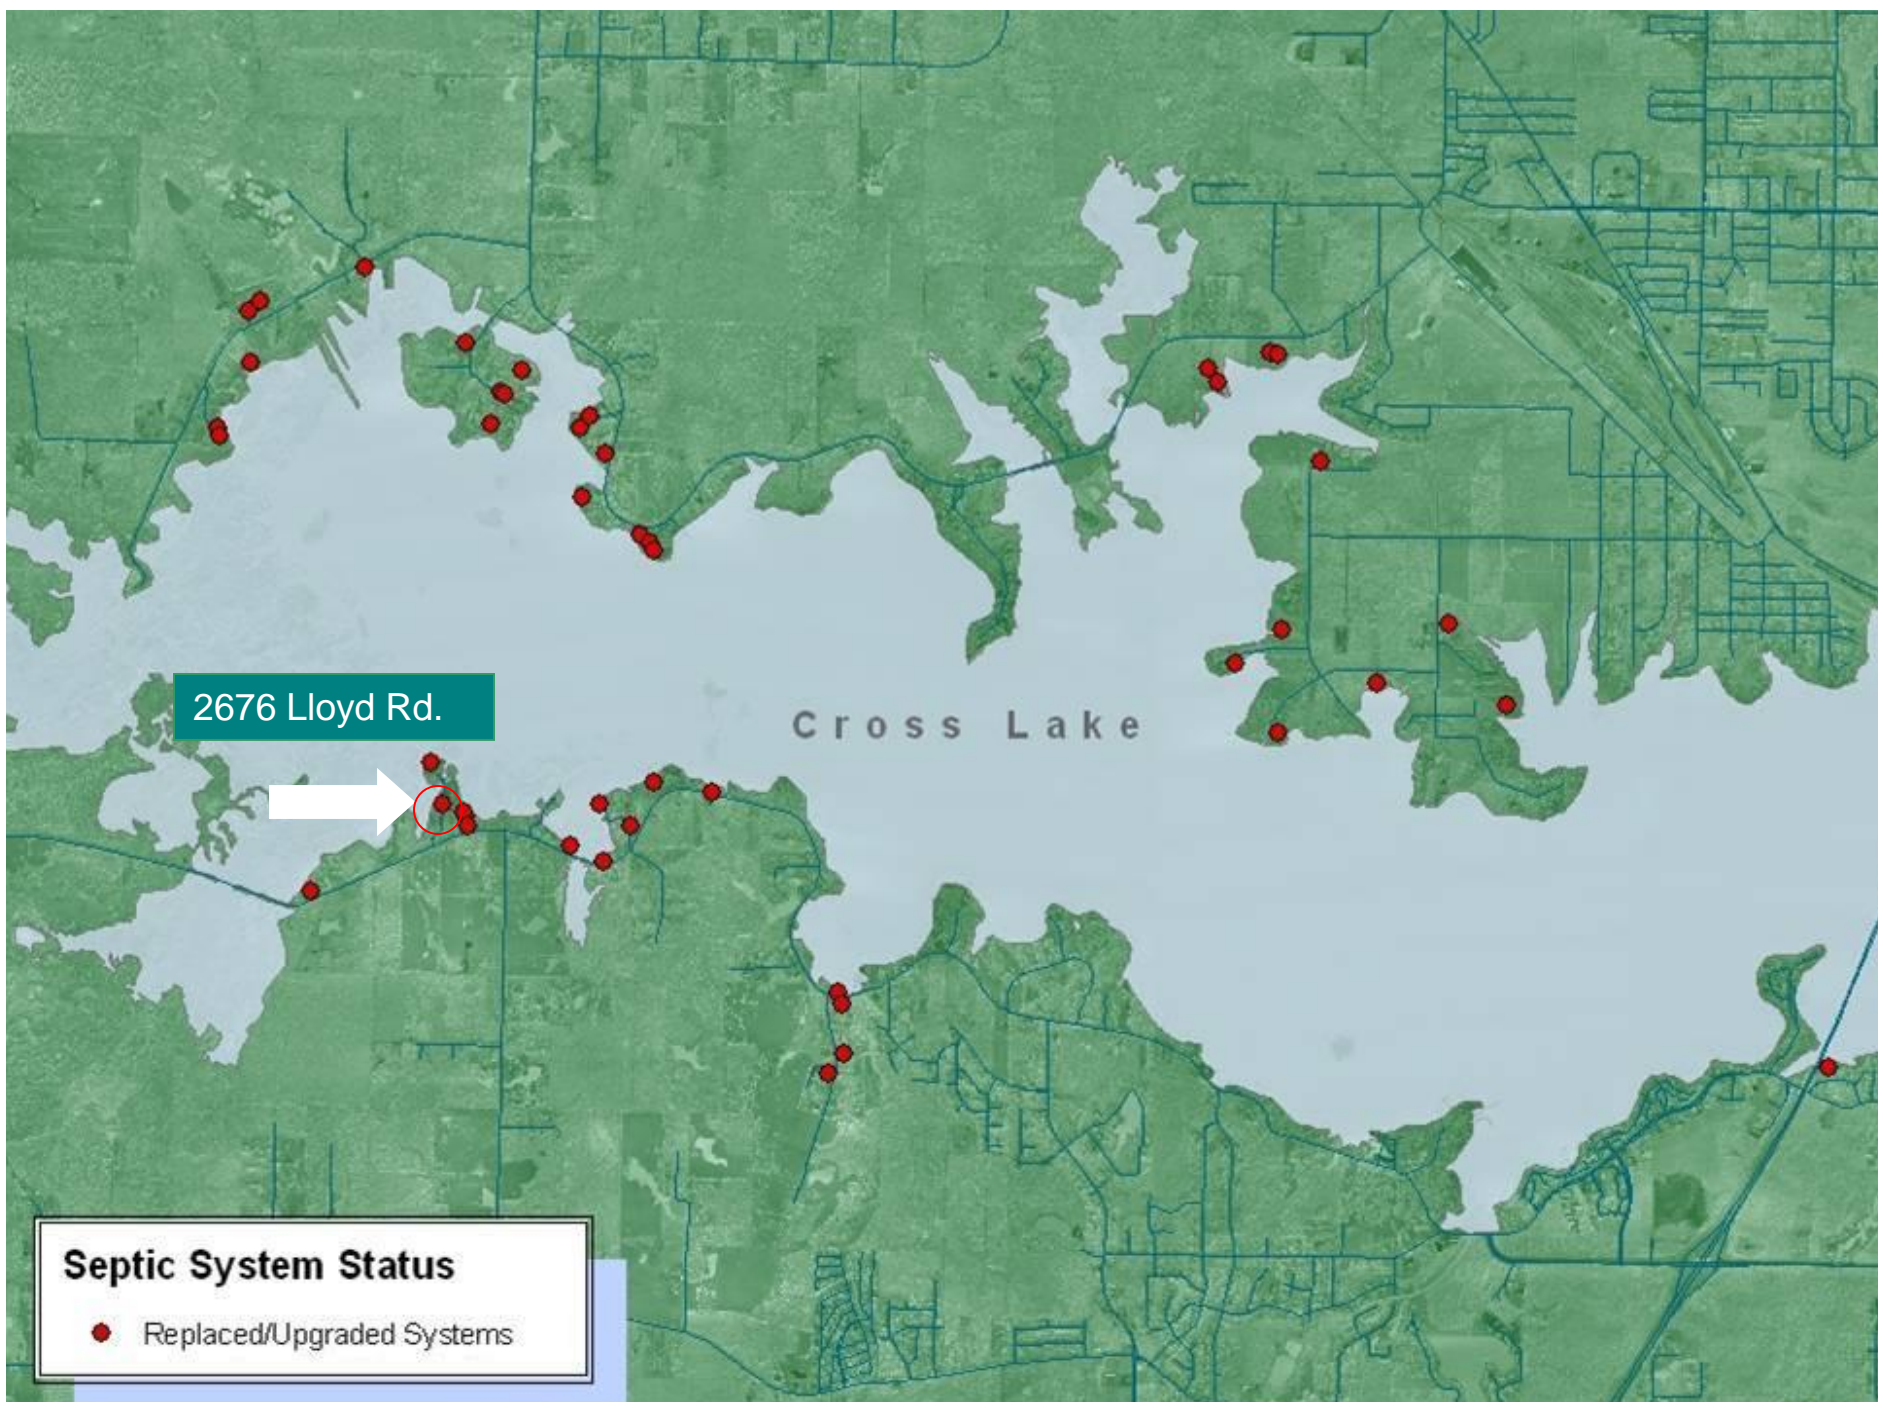 2676 Lloyd Rd.
Cross Lake
Septic System Status
Replaced/Upgraded Systems